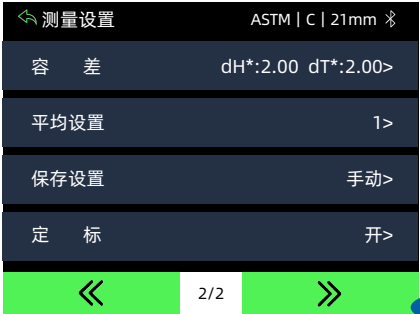 测量设置 ASTM | C | 21mm
容 差 dH*:2.00 dT*:2.00>
平均设置 1>
保存设置 手动>
定 标 开>
2/2